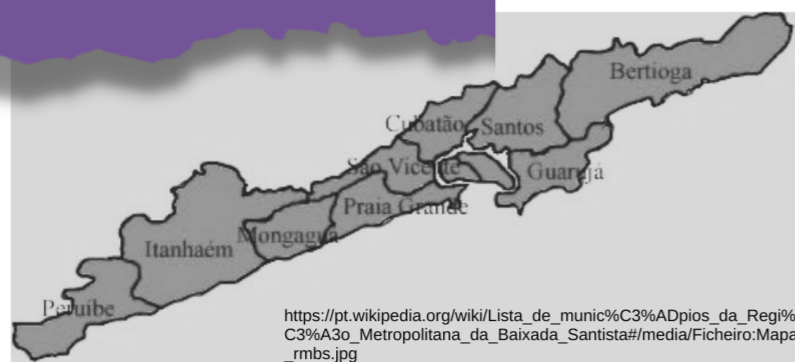 Bertioga
Cubatão Santos
São Vicente Guarujá
Praia Grande
Mongaguá
Itanhaém
Peruíbe
https://pt.wikipedia.org/wiki/Lista_de_munic%C3%ADpios_da_Regi%
C3%A3o_Metropolitana_da_Baixada_Santista#/media/Ficheiro:Mapa
_rmbs.jpg